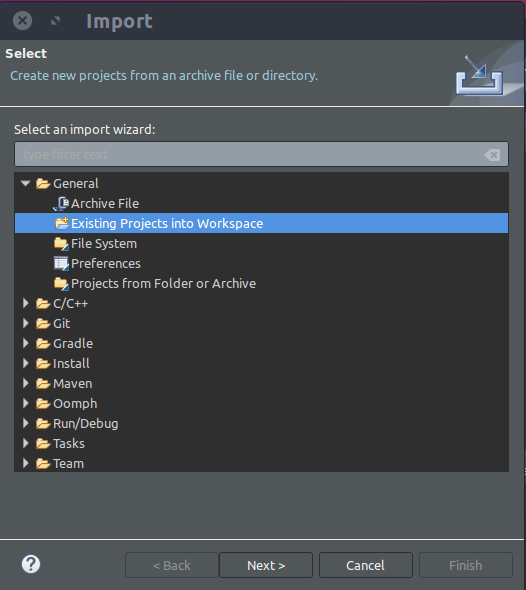 Import
Select
Create new projects from an archive file or directory.
Select an import wizard:
type filter text
General
Archive File
Existing Projects into Workspace
File System
Preferences
Projects from Folder or Archive
C/C++
Git
Gradle
Install
Maven
Oomph
Run/Debug
Tasks
Team
? < Back Next > Cancel Finish